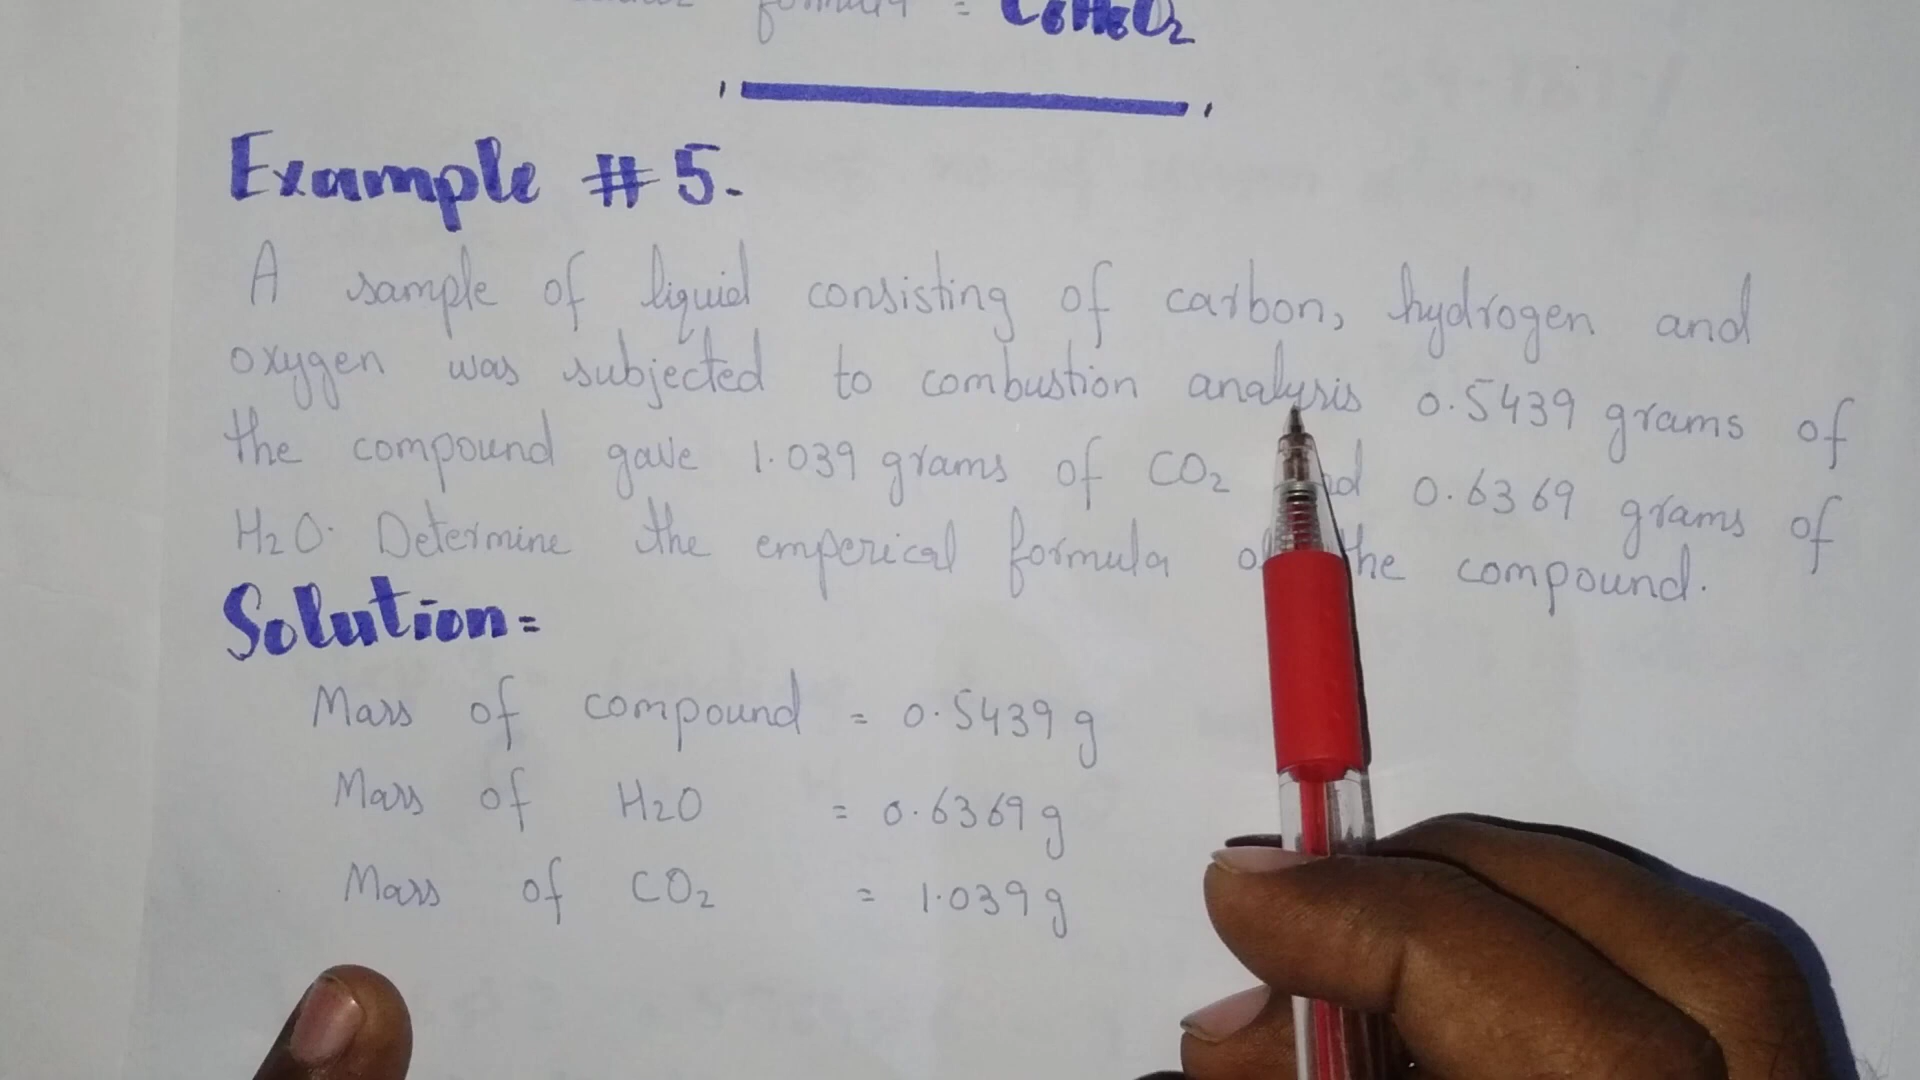 formula = C6H6O2
Example # 5.
A sample of liquid consisting of carbon, hydrogen and
oxygen was subjected to combustion analysis 0.5439 grams of
the compound gave 1.039 grams of CO2 0.6369 grams of
H2O. Determine the emperical formula the compound.
Solution=
Mass of compound = 0.5439 g
Mass of H2O = 0.6369 g
Mass of CO2 = 1.039 g